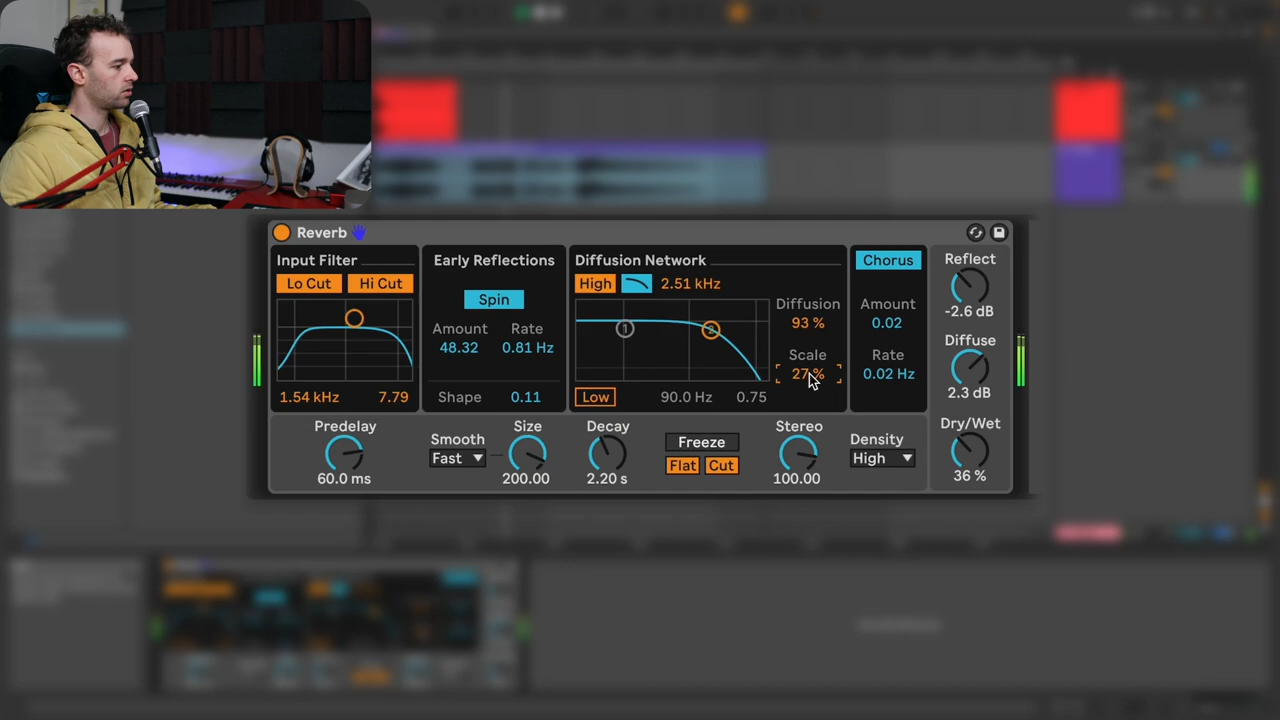 Reverb
Input Filter
Lo Cut Hi Cut
1.54 kHz 7.79
Early Reflections
Spin
Amount Rate
48.32 0.81 Hz
Shape 0.11
Diffusion Network
High 2.51 kHz
1 2
Diffusion
93 %
Scale
27 %
Low 90.0 Hz 0.75
Chorus
Amount
0.02
Rate
0.02 Hz
Reflect
-2.6 dB
Diffuse
2.3 dB
Dry/Wet
36 %
Predelay
60.0 ms
Smooth
Fast
Size
200.00
Decay
2.20 s
Freeze
Flat Cut
Stereo
100.00
Density
High